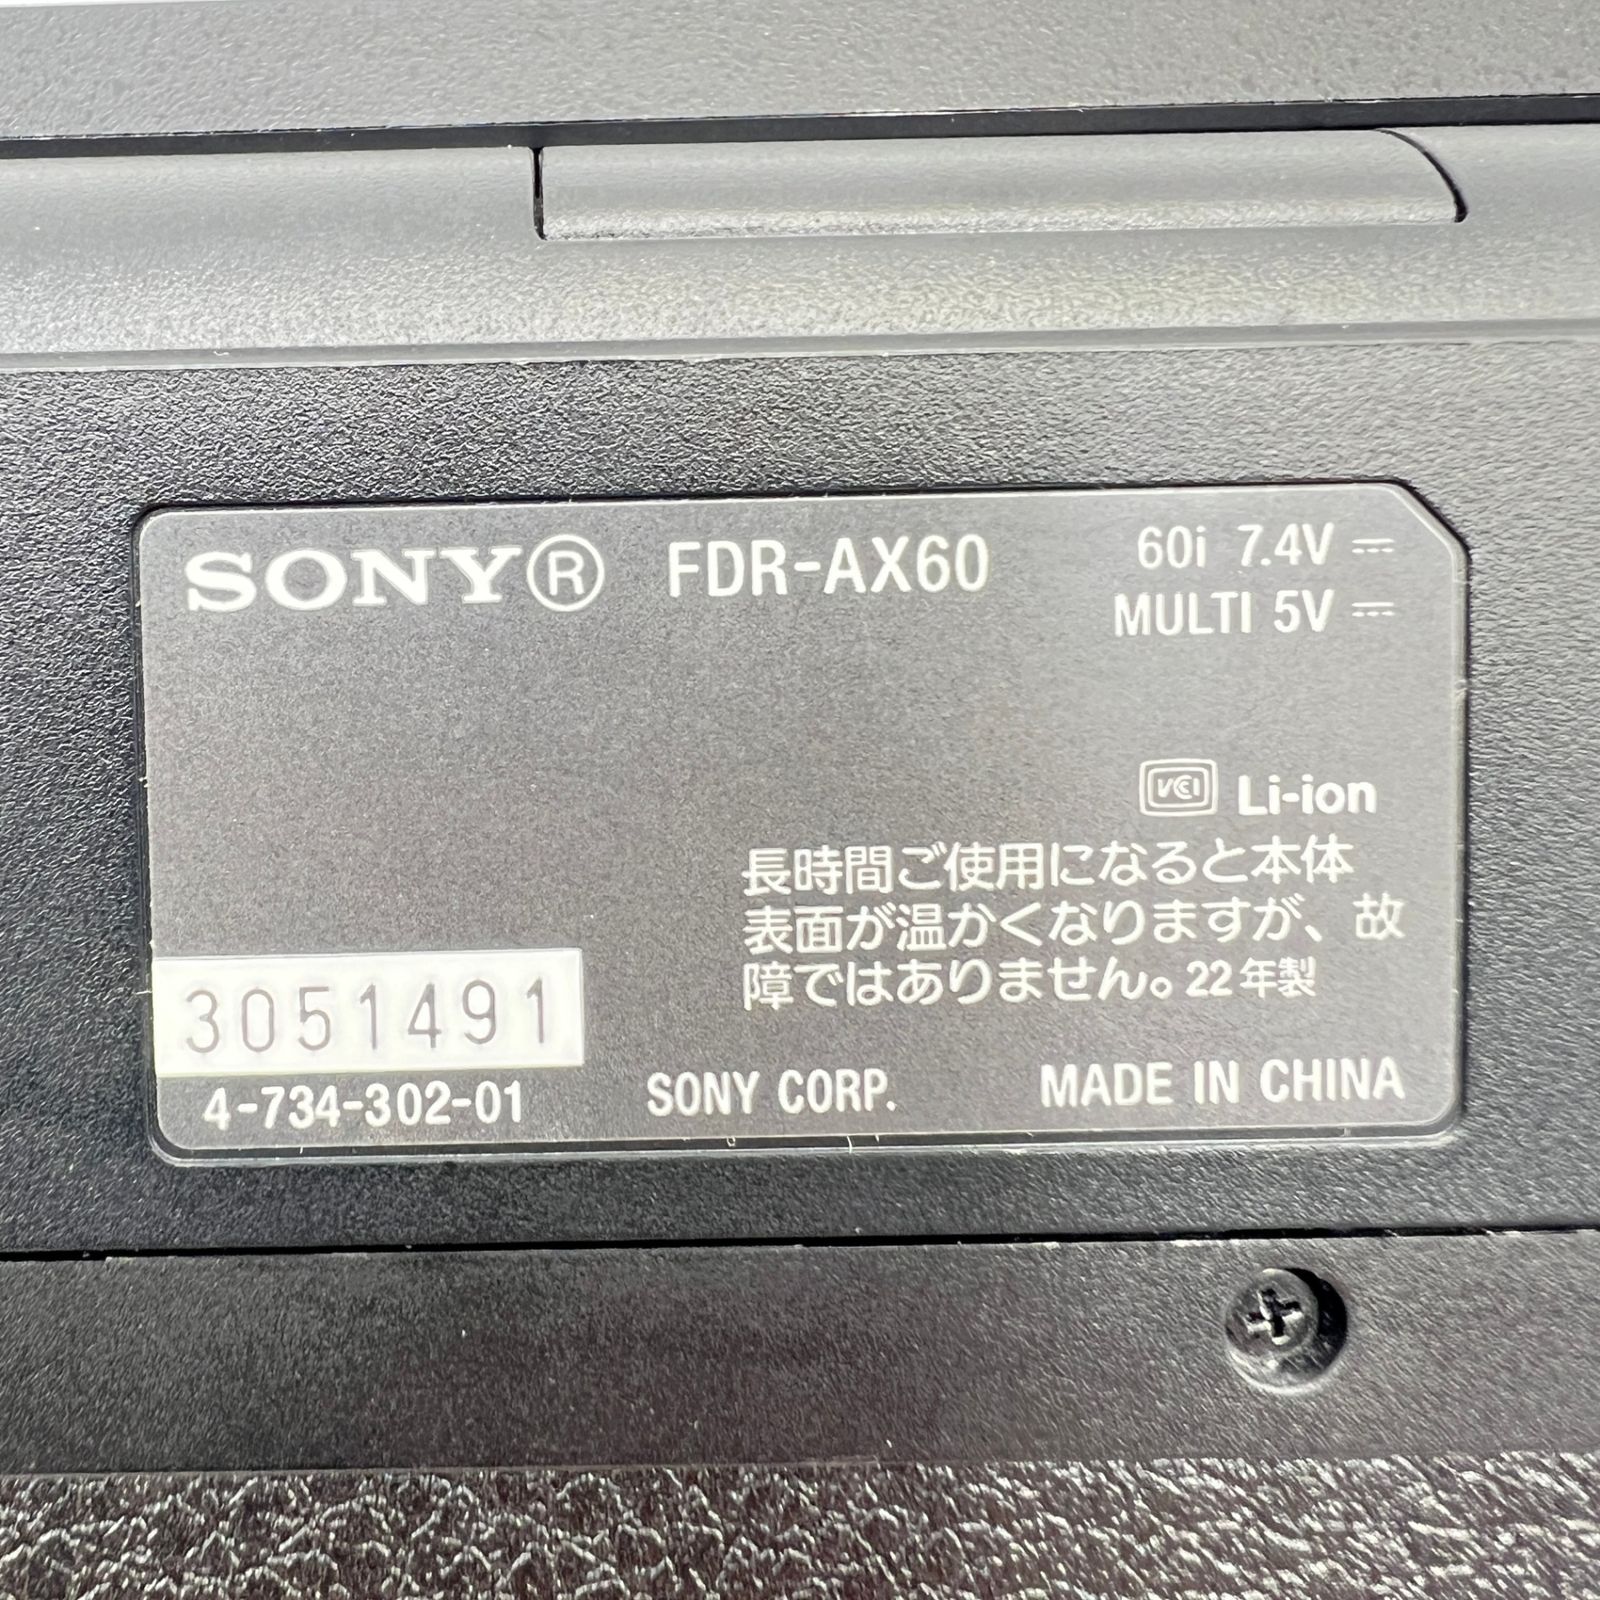 SONY® FDR-AX60
60i 7.4V ⎓
MULTI 5V ⎓
VCI Li-ion
長時間ご使用になると本体
表面が温かくなりますが、故
障ではありません。22年製
3051491
4-734-302-01 SONY CORP. MADE IN CHINA